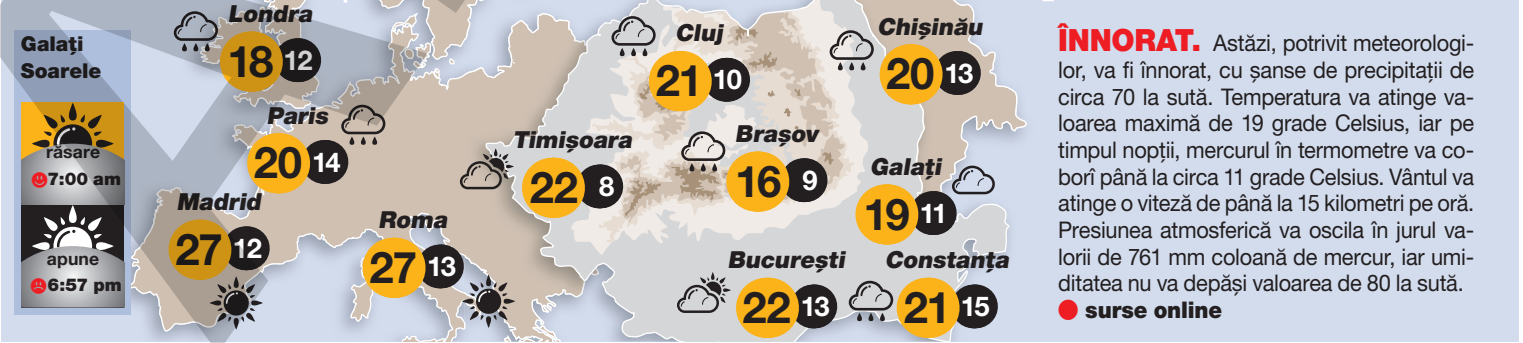 Galați
Soarele
răsare
7:00 am
apune
6:57 pm
Londra
18 12
Paris
20 14
Madrid
27 12
Roma
27 13
Cluj
21 10
Timișoara
22 8
Brașov
16 9
Chișinău
20 13
Galați
19 11
București
22 13
Constanța
21 15
ÎNNORAT. Astăzi, potrivit meteorologi-
lor, va fi înnorat, cu șanse de precipitații de
circa 70 la sută. Temperatura va atinge va-
loarea maximă de 19 grade Celsius, iar pe
timpul nopții, mercurul în termometre va co-
borî până la circa 11 grade Celsius. Vântul va
atinge o viteză de până la 15 kilometri pe oră.
Presiunea atmosferică va oscila în jurul va-
lorii de 761 mm coloană de mercur, iar umi-
ditatea nu va depăși valoarea de 80 la sută.
surse online